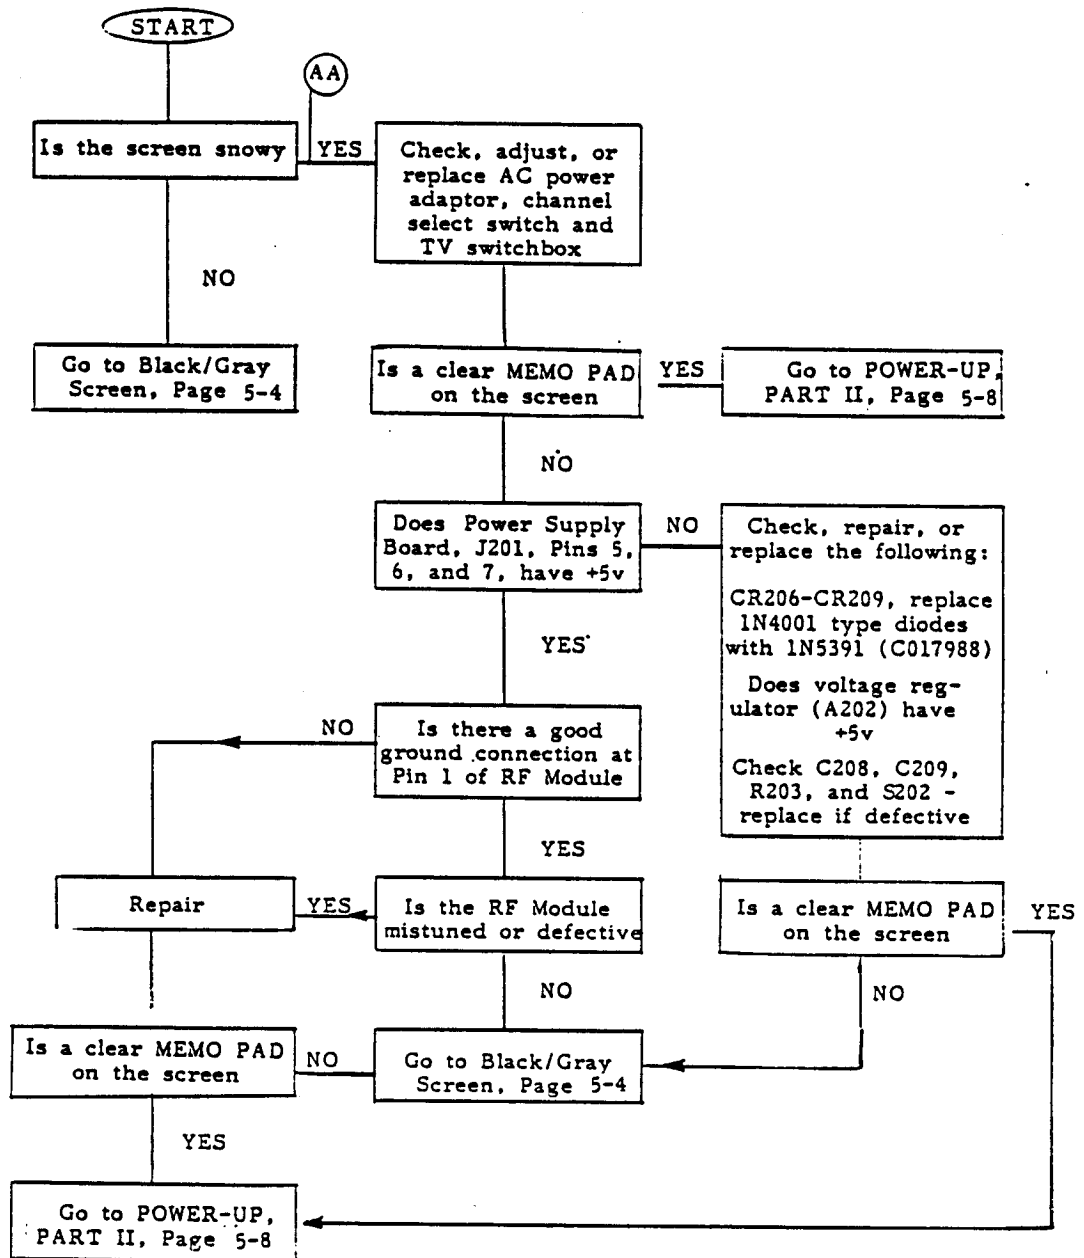 START
AA
Is the screen snowy
YES
Check, adjust, or
replace AC power
adaptor, channel
select switch and
TV switchbox
NO
Go to Black/Gray
Screen, Page 5-4
Is a clear MEMO PAD
on the screen
YES
Go to POWER-UP,
PART II, Page 5-8
NO
Does Power Supply
Board, J201, Pins 5,
6, and 7, have +5v
NO
Check, repair, or
replace the following:
CR206-CR209, replace
1N4001 type diodes
with 1N5391 (C017988)
Does voltage reg-
ulator (A202) have
+5v
Check C208, C209,
R203, and S202 -
replace if defective
YES
NO
Is there a good
ground connection at
Pin 1 of RF Module
YES
Repair
YES
Is the RF Module
mistuned or defective
Is a clear MEMO PAD
on the screen
YES
NO
NO
Is a clear MEMO PAD
on the screen
NO
Go to Black/Gray
Screen, Page 5-4
YES
Go to POWER-UP,
PART II, Page 5-8